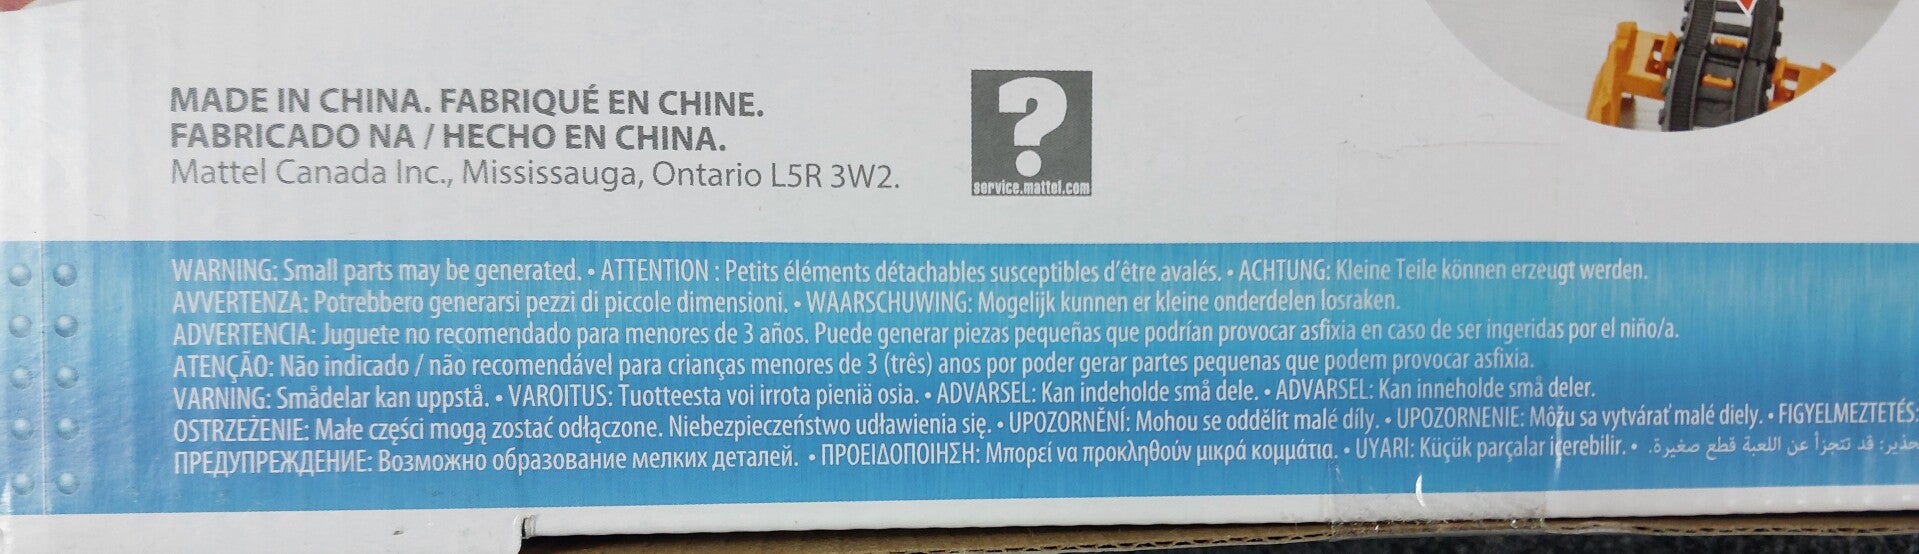 MADE IN CHINA. FABRIQUÉ EN CHINE.
FABRICADO NA / HECHO EN CHINA.
Mattel Canada Inc., Mississauga, Ontario L5R 3W2.
?
service.mattel.com
WARNING: Small parts may be generated. • ATTENTION : Petits éléments détachables susceptibles d'être avalés. • ACHTUNG: Kleine Teile können erzeugt werden.
AVVERTENZA: Potrebbero generarsi pezzi di piccole dimensioni. • WAARSCHUWING: Mogelijk kunnen er kleine onderdelen losraken.
ADVERTENCIA: Juguete no recomendado para menores de 3 años. Puede generar piezas pequeñas que podrían provocar asfixia en caso de ser ingeridas por el niño/a.
ATENÇÃO: Não indicado / não recomendável para crianças menores de 3 (três) anos por poder gerar partes pequenas que podem provocar asfixia.
VARNING: Smådelar kan uppstå. • VAROITUS: Tuotteesta voi irrota pieniä osia. • ADVARSEL: Kan indeholde små dele. • ADVARSEL: Kan inneholde små deler.
OSTRZEŻENIE: Małe części mogą zostać odłączone. Niebezpieczeństwo udławienia się. • UPOZORNĚNÍ: Mohou se oddělit malé díly. • UPOZORNENIE: Môžu sa vytvárať malé diely. • FIGYELMEZTETÉS:
ПРЕДУПРЕЖДЕНИЕ: Возможно образование мелких деталей. • ΠΡΟΕΙΔΟΠΟΙΗΣΗ: Μπορεί να προκληθούν μικρά κομμάτια. • UYARI: Küçük parçalar içerebilir. • تحذير: قد تتجزأ عن اللعبة قطع صغيرة.